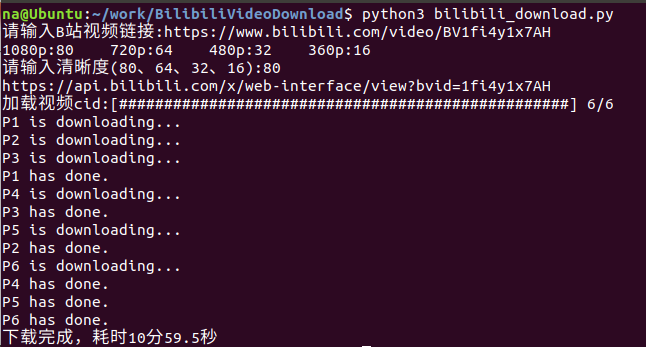 na@Ubuntu:~/work/BilibiliVideoDownload$ python3 bilibili_download.py
请输入B站视频链接:https://www.bilibili.com/video/BV1fi4y1x7AH
1080p:80    720p:64    480p:32    360p:16
请输入清晰度(80、64、32、16):80
https://api.bilibili.com/x/web-interface/view?bvid=1fi4y1x7AH
加载视频cid:[##################################################] 6/6
P1 is downloading...
P2 is downloading...
P3 is downloading...
P1 has done.
P4 is downloading...
P3 has done.
P5 is downloading...
P2 has done.
P6 is downloading...
P4 has done.
P5 has done.
P6 has done.
下载完成，耗时10分59.5秒